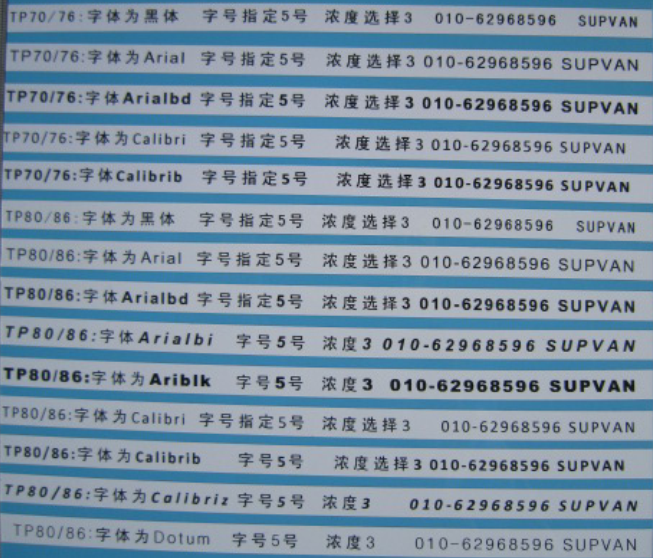 TP70/76:字体为黑体 字号指定5号 浓度选择3 010-62968596 SUPVAN
TP70/76:字体为Arial 字号指定5号 浓度选择3 010-62968596 SUPVAN
TP70/76:字体Arialbd 字号指定5号 浓度选择3 010-62968596 SUPVAN
TP70/76:字体为Calibri 字号指定5号 浓度选择3 010-62968596 SUPVAN
TP70/76:字体Calibrib 字号指定5号 浓度选择3 010-62968596 SUPVAN
TP80/86:字体为黑体 字号指定5号 浓度选择3 010-62968596 SUPVAN
TP80/86:字体为Arial 字号指定5号 浓度选择3 010-62968596 SUPVAN
TP80/86:字体Arialbd 字号指定5号 浓度选择3 010-62968596 SUPVAN
TP80/86:字体Arialbi 字号5号 浓度3 010-62968596 SUPVAN
TP80/86:字体为Ariblk 字号5号 浓度3 010-62968596 SUPVAN
TP80/86:字体为Calibri 字号指定5号 浓度选择3 010-62968596 SUPVAN
TP80/86:字体为Calibrib 字号5号 浓度选择3 010-62968596 SUPVAN
TP80/86:字体为Calibriz 字号5号 浓度3 010-62968596 SUPVAN
TP80/86:字体为Dotum 字号5号 浓度3 010-62968596 SUPVAN